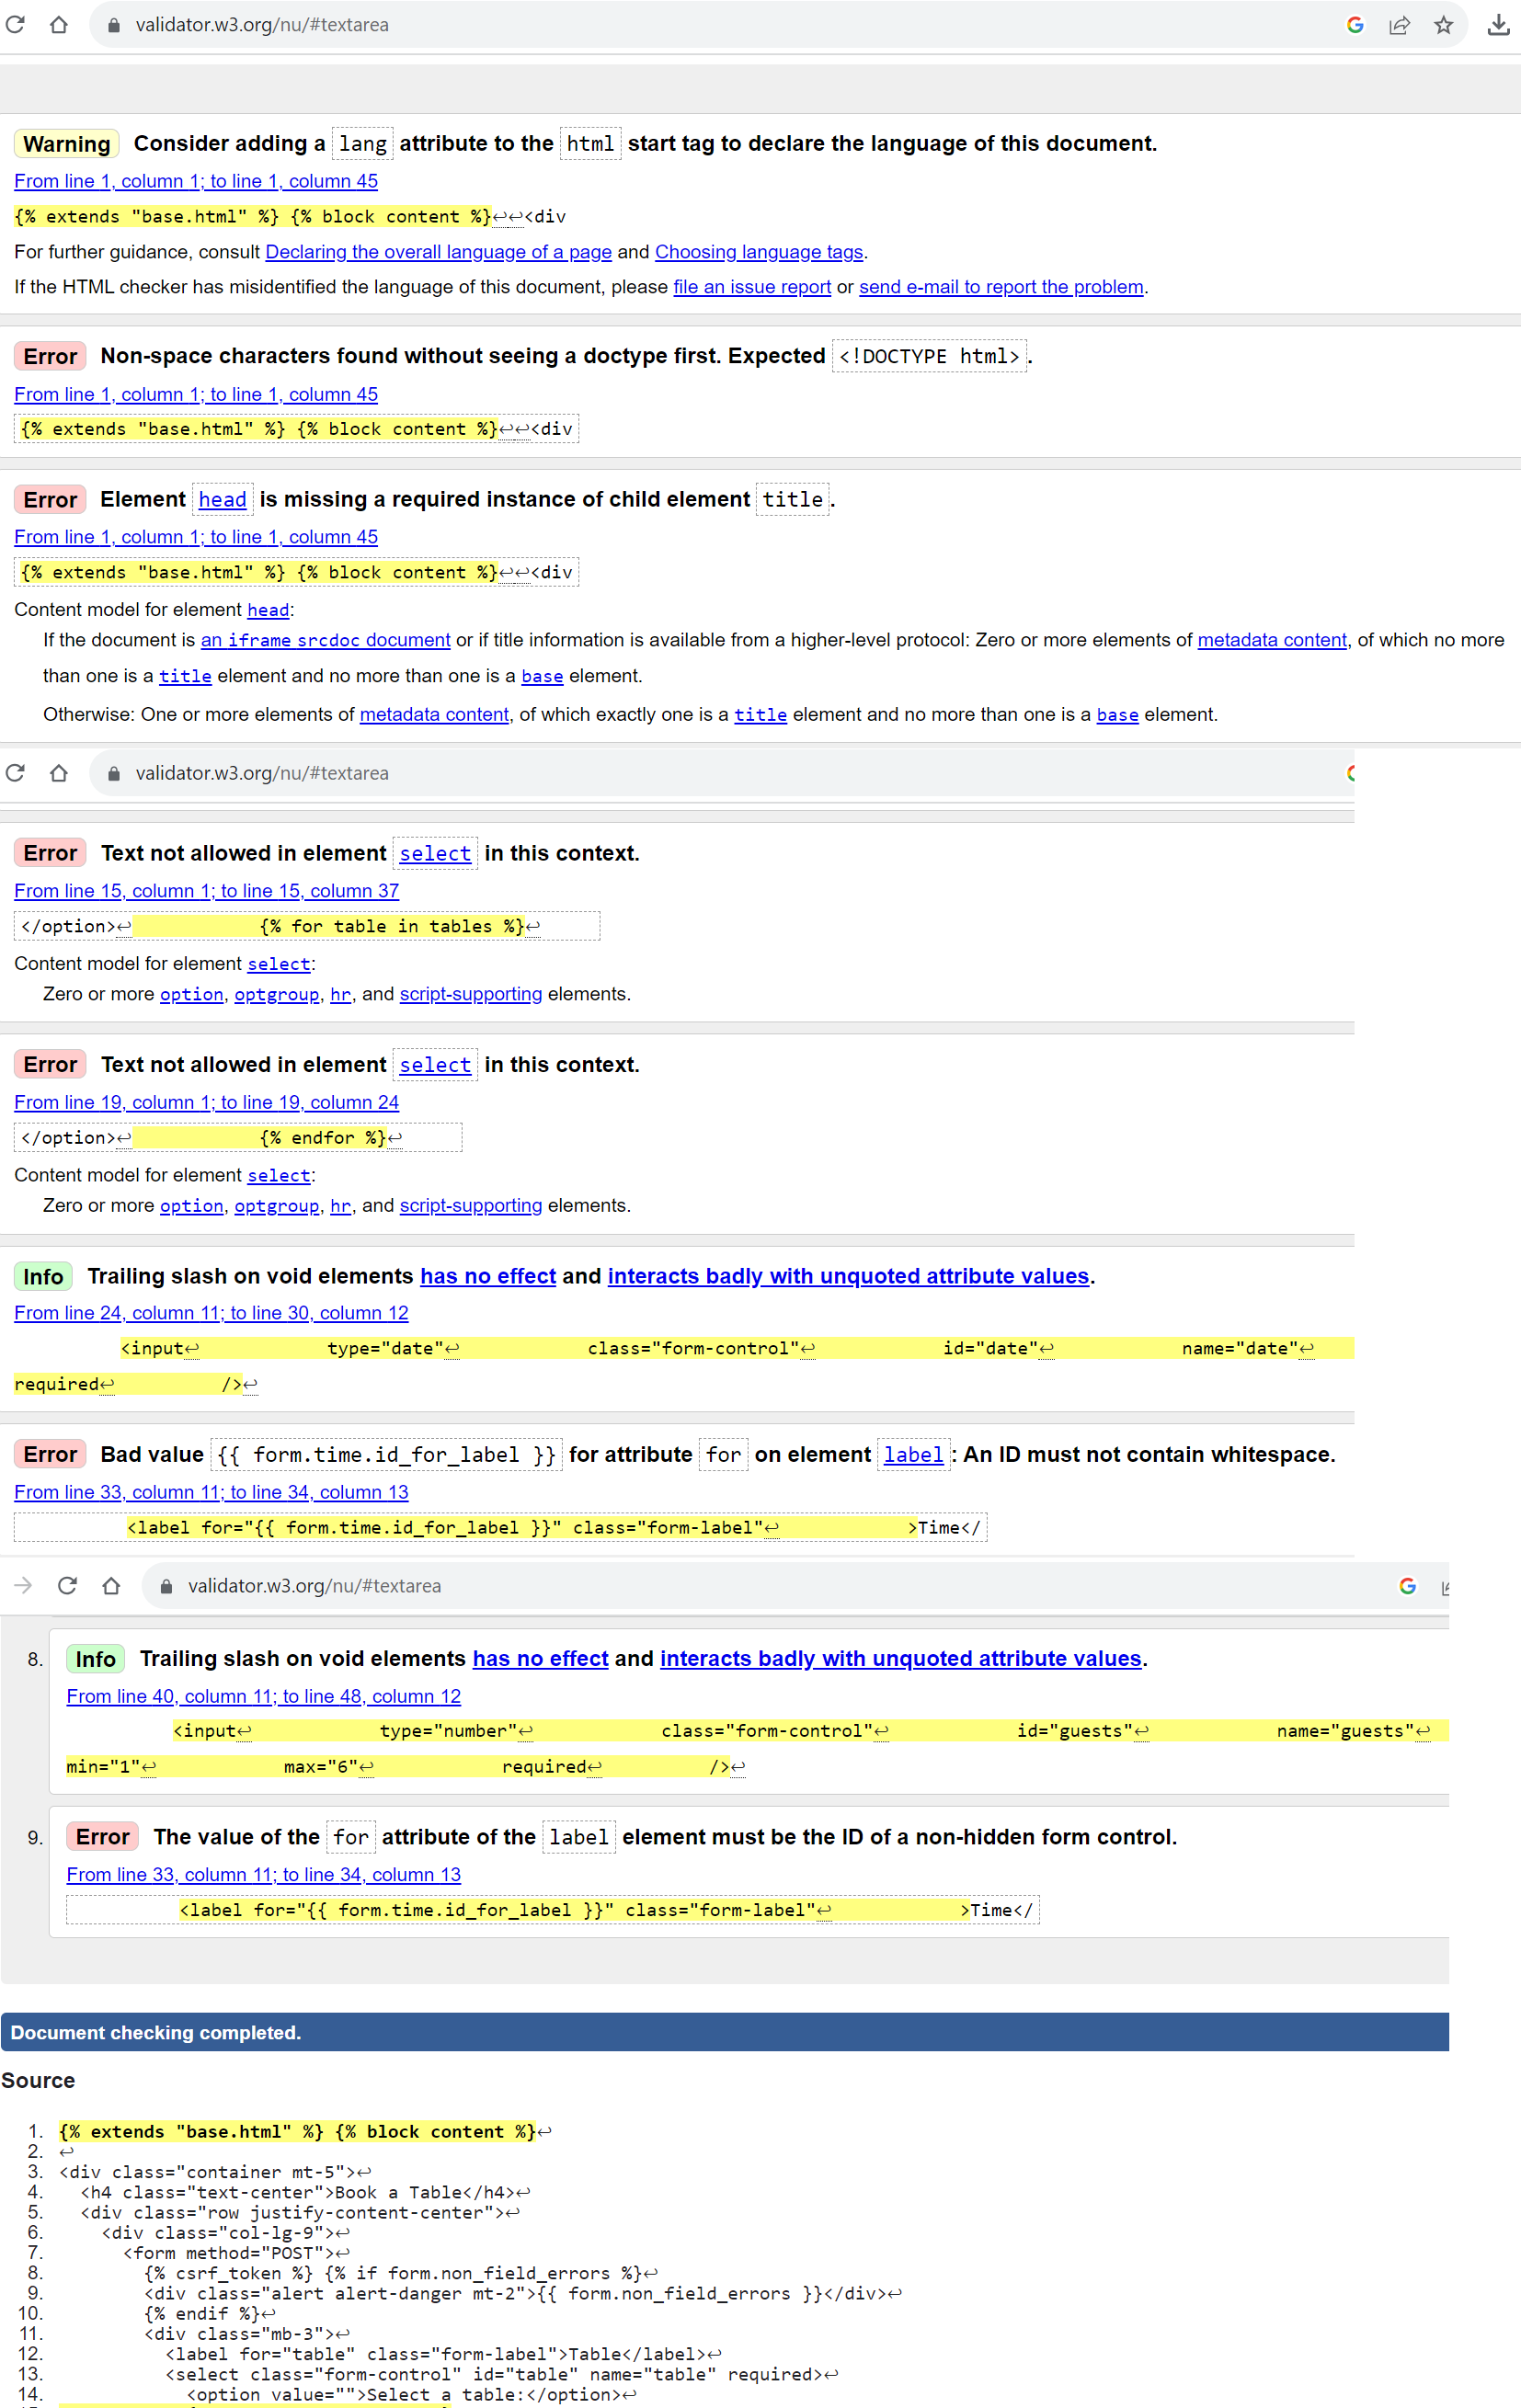 validator.w3.org/nu/#textarea
Warning Consider adding a lang attribute to the html start tag to declare the language of this document.
From line 1, column 1; to line 1, column 45
{% extends "base.html" %} {% block content %}↩↩<div
For further guidance, consult Declaring the overall language of a page and Choosing language tags.
If the HTML checker has misidentified the language of this document, please file an issue report or send e-mail to report the problem.
Error Non-space characters found without seeing a doctype first. Expected <!DOCTYPE html>.
From line 1, column 1; to line 1, column 45
{% extends "base.html" %} {% block content %}↩↩<div
Error Element head is missing a required instance of child element title.
From line 1, column 1; to line 1, column 45
{% extends "base.html" %} {% block content %}↩↩<div
Content model for element head:
If the document is an iframe srcdoc document or if title information is available from a higher-level protocol: Zero or more elements of metadata content, of which no more
than one is a title element and no more than one is a base element.
Otherwise: One or more elements of metadata content, of which exactly one is a title element and no more than one is a base element.
validator.w3.org/nu/#textarea
Error Text not allowed in element select in this context.
From line 15, column 1; to line 15, column 37
</option>↩ {% for table in tables %}↩
Content model for element select:
Zero or more option, optgroup, hr, and script-supporting elements.
Error Text not allowed in element select in this context.
From line 19, column 1; to line 19, column 24
</option>↩ {% endfor %}↩
Content model for element select:
Zero or more option, optgroup, hr, and script-supporting elements.
Info Trailing slash on void elements has no effect and interacts badly with unquoted attribute values.
From line 24, column 11; to line 30, column 12
<input↩ type="date"↩ class="form-control"↩ id="date"↩ name="date"↩
required↩ />↩
Error Bad value {{ form.time.id_for_label }} for attribute for on element label: An ID must not contain whitespace.
From line 33, column 11; to line 34, column 13
<label for="{{ form.time.id_for_label }}" class="form-label"↩ >Time</
validator.w3.org/nu/#textarea
8. Info Trailing slash on void elements has no effect and interacts badly with unquoted attribute values.
From line 40, column 11; to line 48, column 12
<input↩ type="number"↩ class="form-control"↩ id="guests"↩ name="guests"↩
min="1"↩ max="6"↩ required↩ />↩
9. Error The value of the for attribute of the label element must be the ID of a non-hidden form control.
From line 33, column 11; to line 34, column 13
<label for="{{ form.time.id_for_label }}" class="form-label"↩ >Time</
Document checking completed.
Source
1. {% extends "base.html" %} {% block content %}↩
2. ↩
3. <div class="container mt-5">↩
4. <h4 class="text-center">Book a Table</h4>↩
5. <div class="row justify-content-center">↩
6. <div class="col-lg-9">↩
7. <form method="POST">↩
8. {% csrf_token %} {% if form.non_field_errors %}↩
9. <div class="alert alert-danger mt-2">{{ form.non_field_errors }}</div>↩
10. {% endif %}↩
11. <div class="mb-3">↩
12. <label for="table" class="form-label">Table</label>↩
13. <select class="form-control" id="table" name="table" required>↩
14. <option value="">Select a table:</option>↩